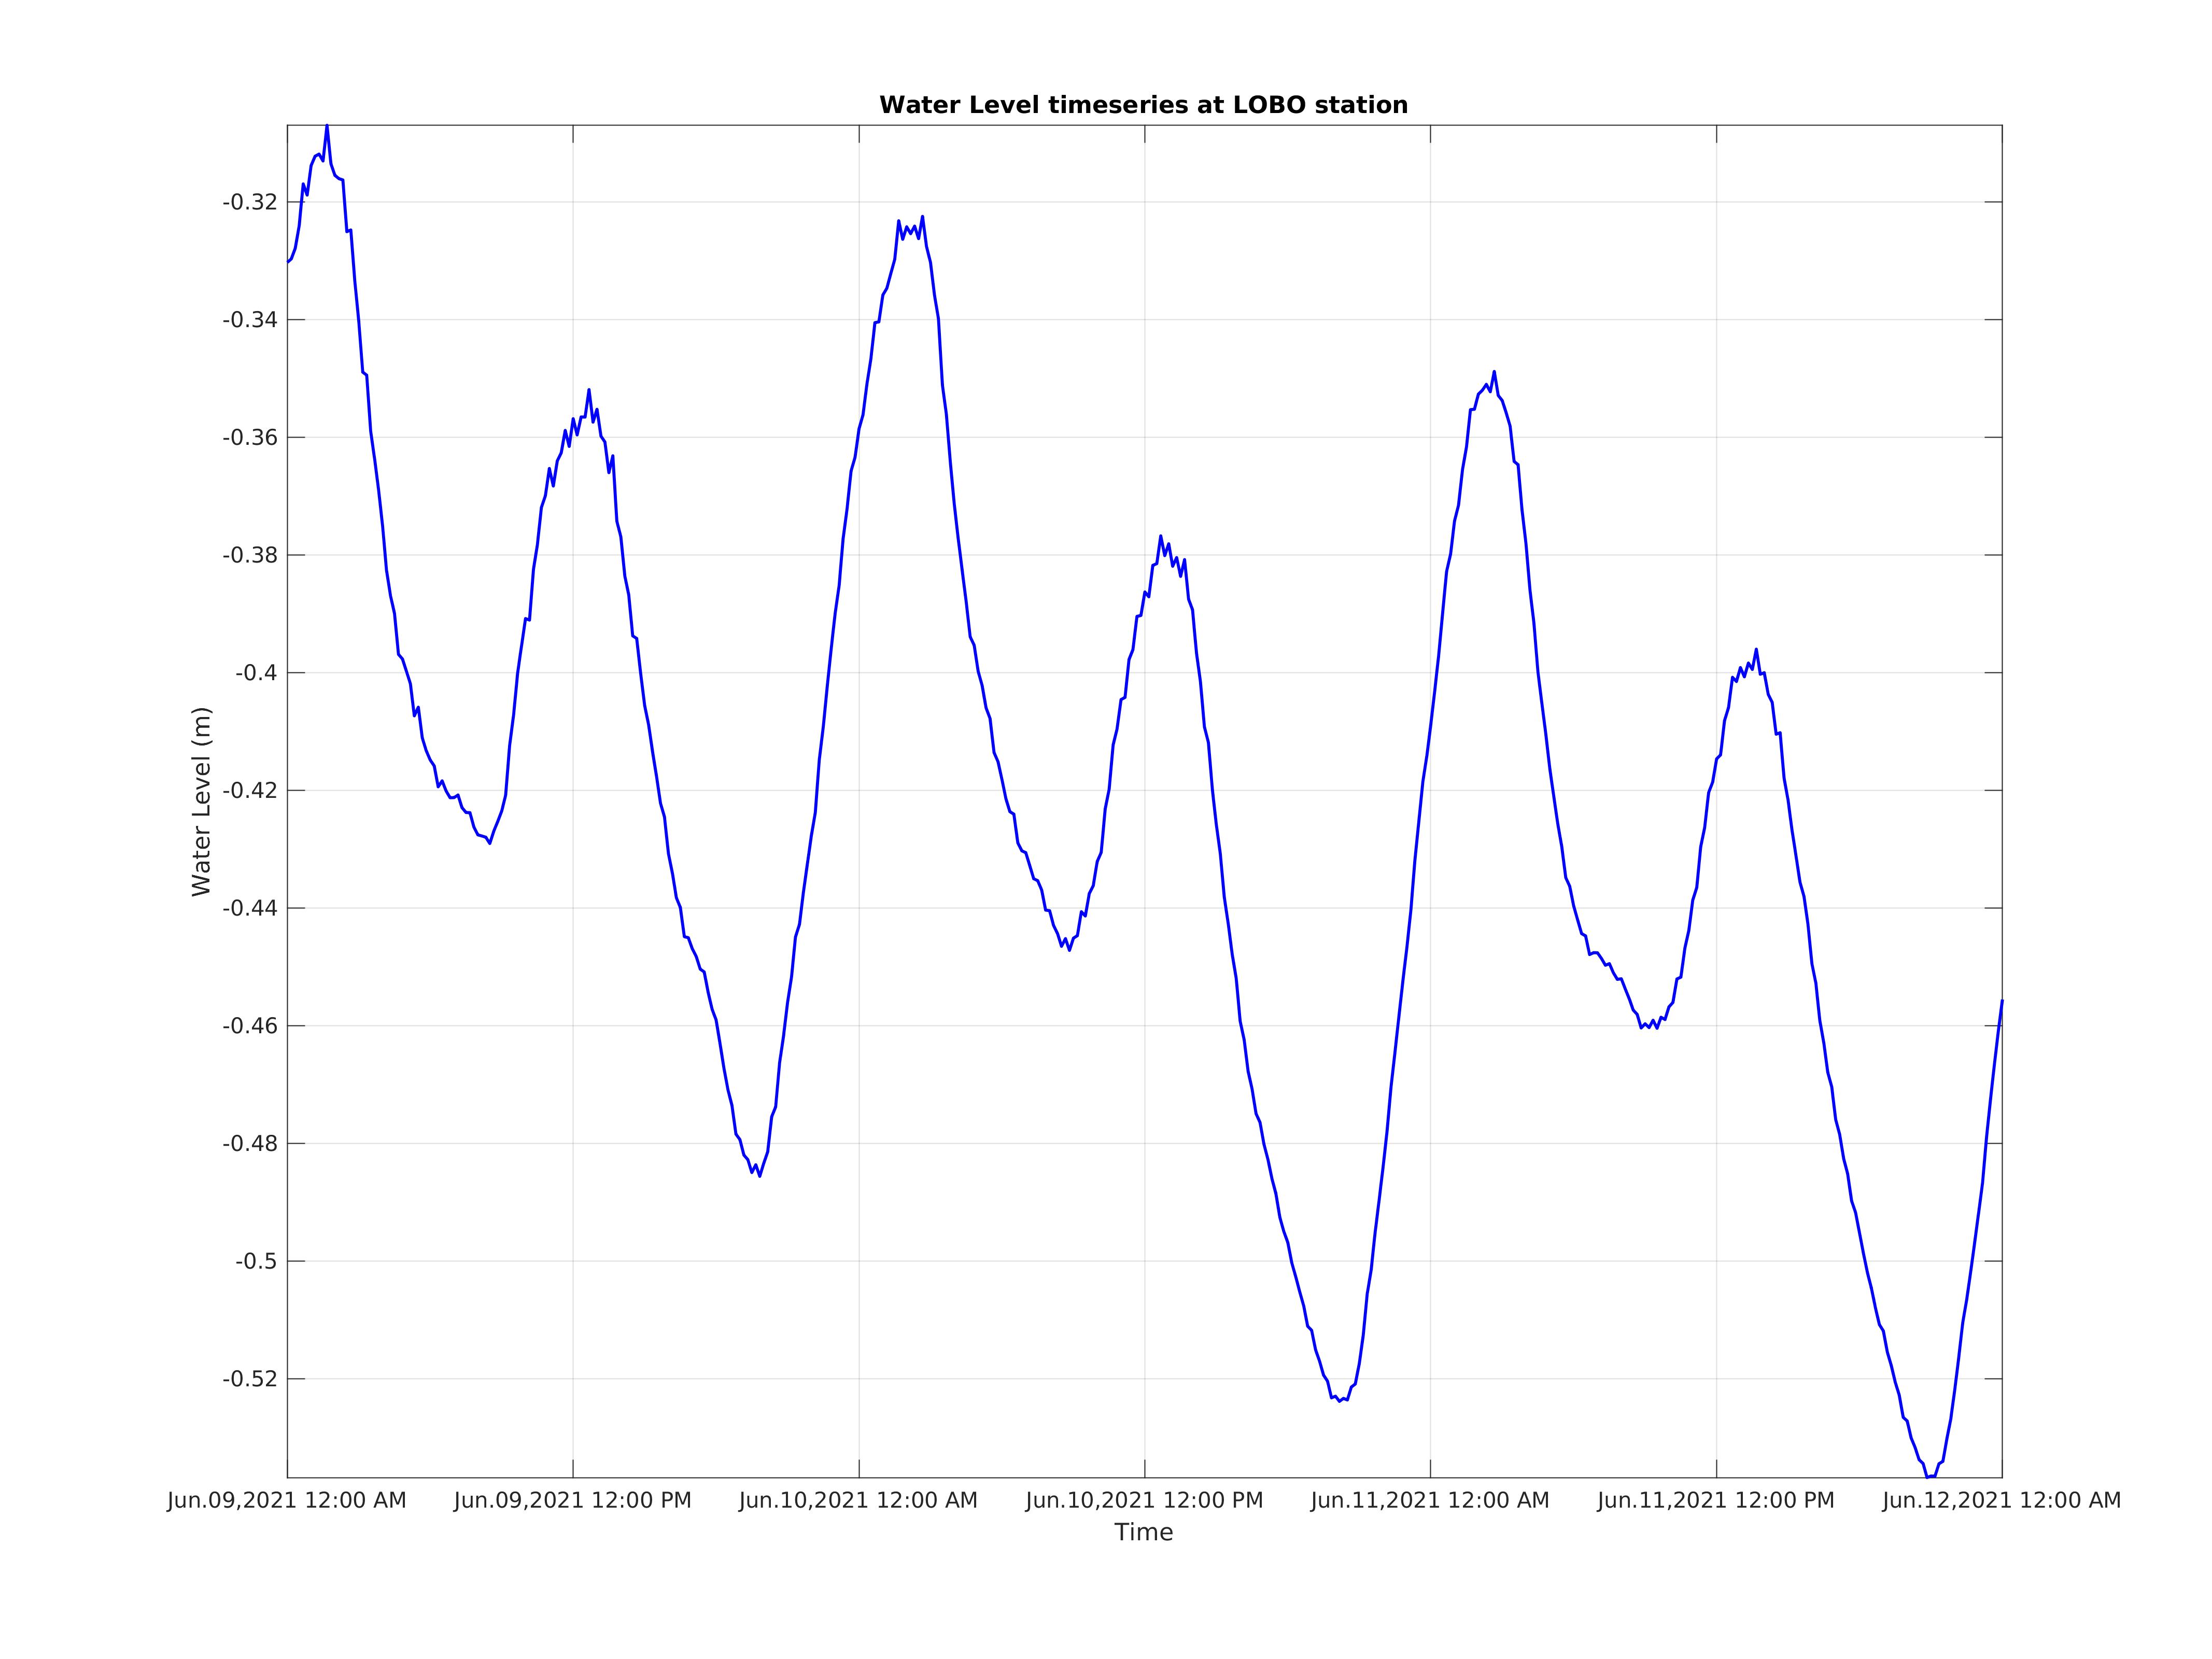 Water Level timeseries at LOBO station
-0.32
-0.34
-0.36
-0.38
-0.4
-0.42
-0.44
-0.46
-0.48
-0.5
-0.52
Water Level (m)
Jun.09,2021 12:00 AM
Jun.09,2021 12:00 PM
Jun.10,2021 12:00 AM
Jun.10,2021 12:00 PM
Jun.11,2021 12:00 AM
Jun.11,2021 12:00 PM
Jun.12,2021 12:00 AM
Time